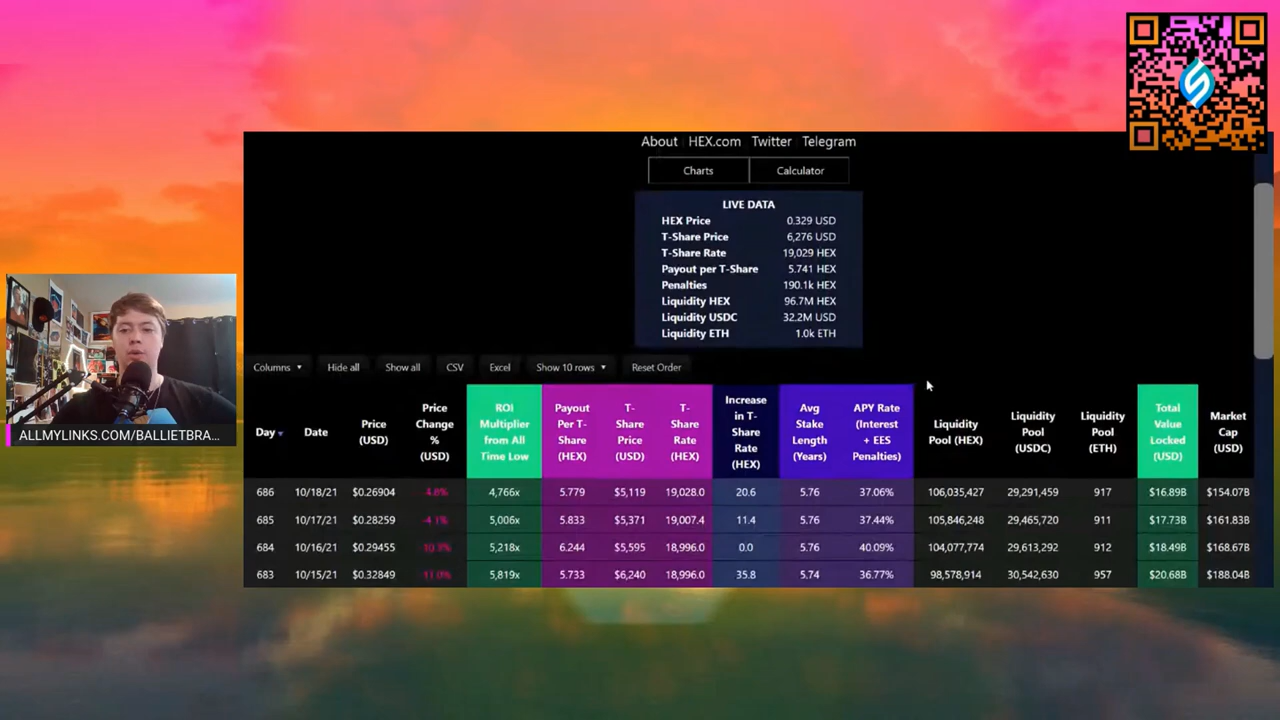 About HEX.com Twitter Telegram
Charts Calculator
LIVE DATA
HEX Price 0.329 USD
T-Share Price 6,276 USD
T-Share Rate 19,029 HEX
Payout per T-Share 5.741 HEX
Penalties 190.1k HEX
Liquidity HEX 96.7M HEX
Liquidity USDC 32.2M USD
Liquidity ETH 1.0k ETH
Columns Hide all Show all CSV Excel Show 10 rows Reset Order
Day Date Price (USD) Price Change % (USD) ROI Multiplier from All Time Low Payout Per T-Share (HEX) T-Share Price (USD) T-Share Rate (HEX) Increase in T-Share Rate (HEX) Avg Stake Length (Years) APY Rate (Interest + EES Penalties) Liquidity Pool (HEX) Liquidity Pool (USDC) Liquidity Pool (ETH) Total Value Locked (USD) Market Cap (USD)
686 10/18/21 $0.26904 -4.8% 4,766x 5.779 $5,119 19,028.0 20.6 5.76 37.06% 106,035,427 29,291,459 917 $16.89B $154.07B
685 10/17/21 $0.28259 -4.1% 5,006x 5.833 $5,371 19,007.4 11.4 5.76 37.44% 105,846,248 29,465,720 911 $17.73B $161.83B
684 10/16/21 $0.29455 -10.3% 5,218x 6.244 $5,595 18,996.0 0.0 5.76 40.09% 104,077,774 29,613,292 912 $18.49B $168.67B
683 10/15/21 $0.32849 -11.0% 5,819x 5.733 $6,240 18,996.0 35.8 5.74 36.77% 98,578,914 30,542,630 957 $20.68B $188.04B
ALLMYLINKS.COM/BALLIETBRA...